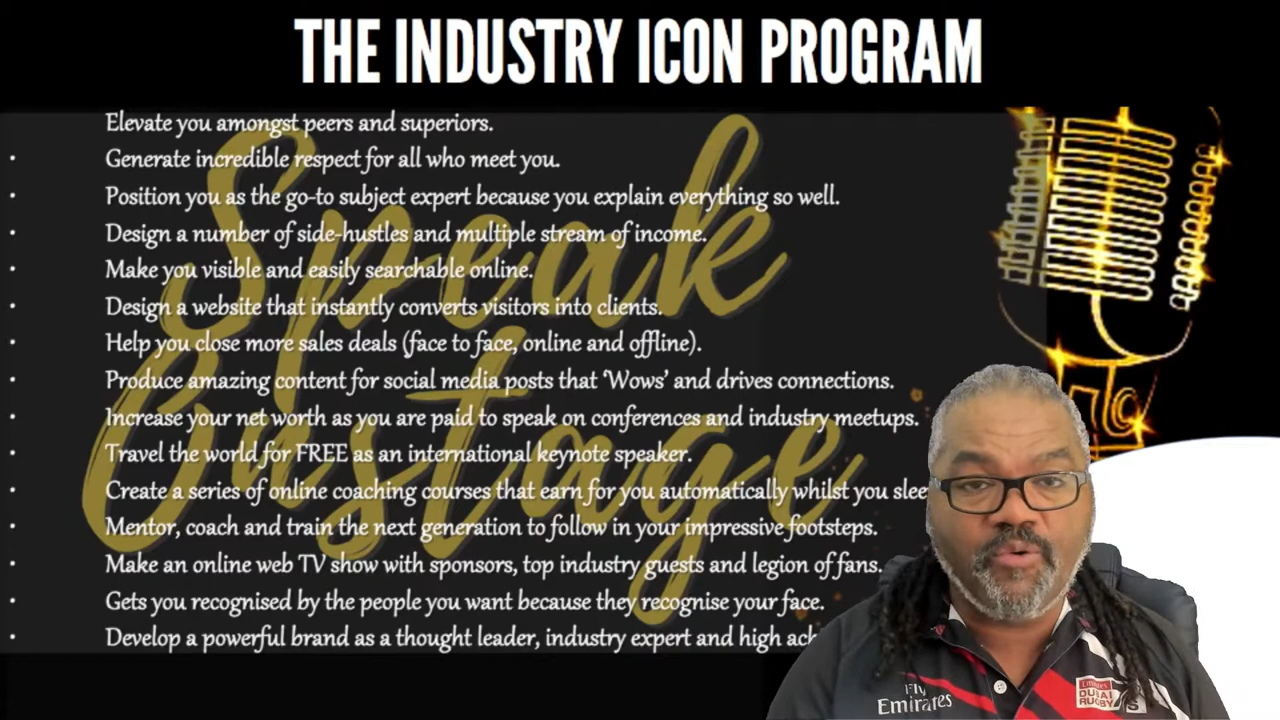 THE INDUSTRY ICON PROGRAM
Speak
Onstage
Elevate you amongst peers and superiors.
• Generate incredible respect for all who meet you.
• Position you as the go-to subject expert because you explain everything so well.
• Design a number of side-hustles and multiple stream of income.
• Make you visible and easily searchable online.
• Design a website that instantly converts visitors into clients.
• Help you close more sales deals (face to face, online and offline).
• Produce amazing content for social media posts that ‘Wows’ and drives connections.
• Increase your net worth as you are paid to speak on conferences and industry meetups.
• Travel the world for FREE as an international keynote speaker.
• Create a series of online coaching courses that earn for you automatically whilst you slee
• Mentor, coach and train the next generation to follow in your impressive footsteps.
• Make an online web TV show with sponsors, top industry guests and legion of fans.
• Gets you recognised by the people you want because they recognise your face.
• Develop a powerful brand as a thought leader, industry expert and high ach
Fly
Emirates
Emirates
DUBAI
RUGBY7S